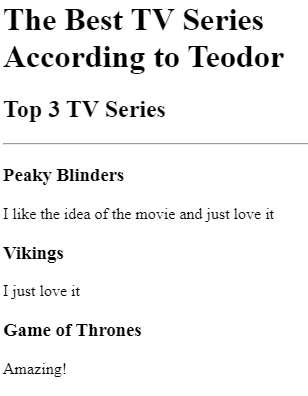 The Best TV Series
According to Teodor
Top 3 TV Series
Peaky Blinders
I like the idea of the movie and just love it
Vikings
I just love it
Game of Thrones
Amazing!